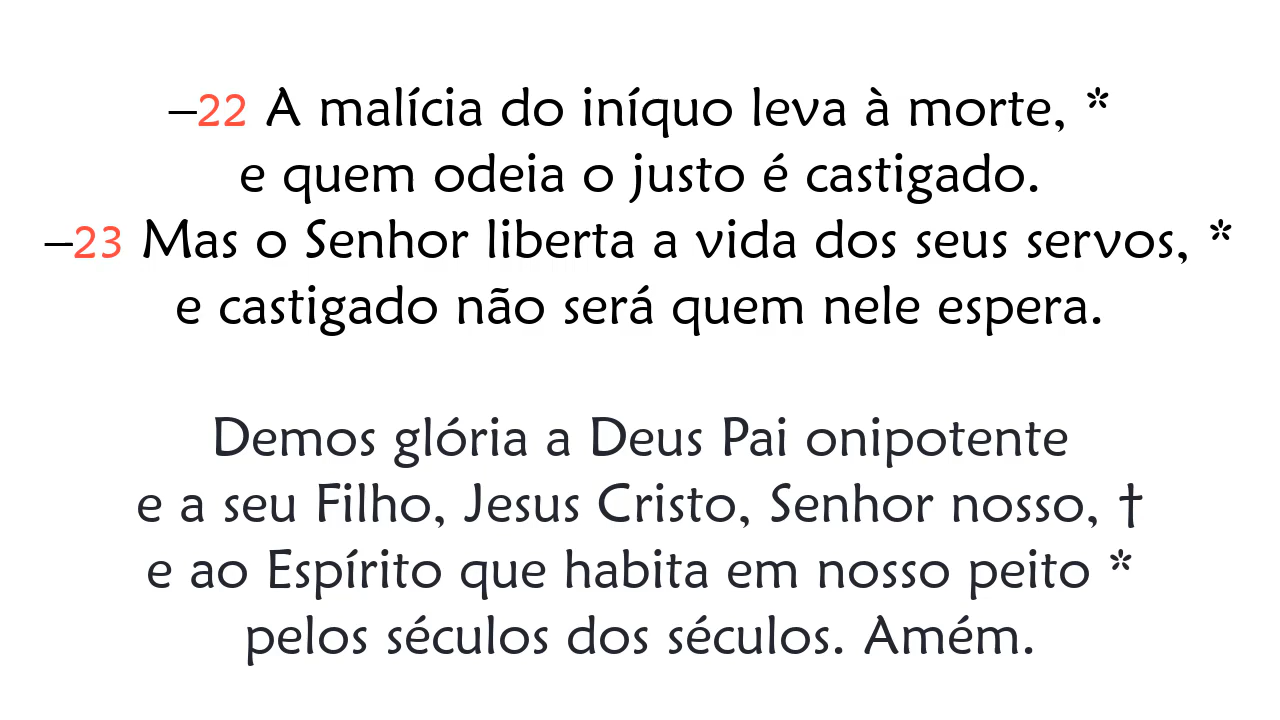 –22 A malícia do iníquo leva à morte, *
e quem odeia o justo é castigado.
–23 Mas o Senhor liberta a vida dos seus servos, *
e castigado não será quem nele espera.
Demos glória a Deus Pai onipotente
e a seu Filho, Jesus Cristo, Senhor nosso, †
e ao Espírito que habita em nosso peito *
pelos séculos dos séculos. Amém.